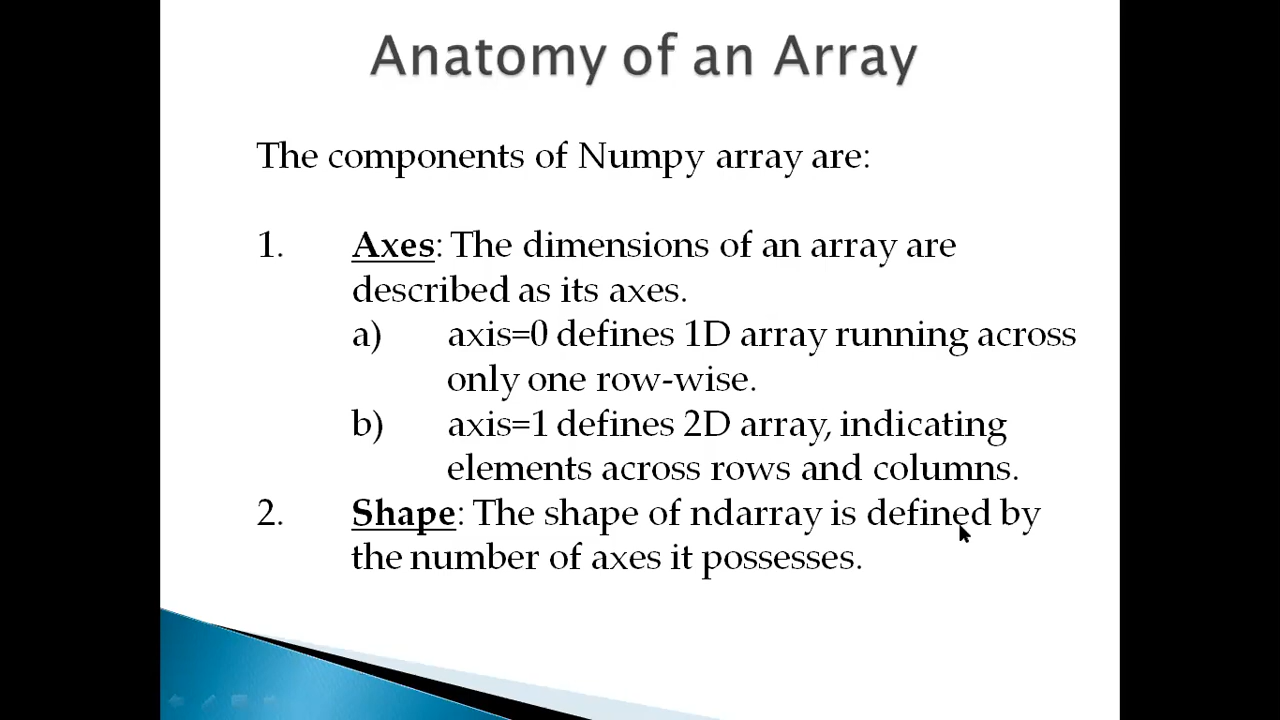 Anatomy of an Array
The components of Numpy array are:
1. Axes: The dimensions of an array are
described as its axes.
a) axis=0 defines 1D array running across
only one row-wise.
b) axis=1 defines 2D array, indicating
elements across rows and columns.
2. Shape: The shape of ndarray is defined by
the number of axes it possesses.